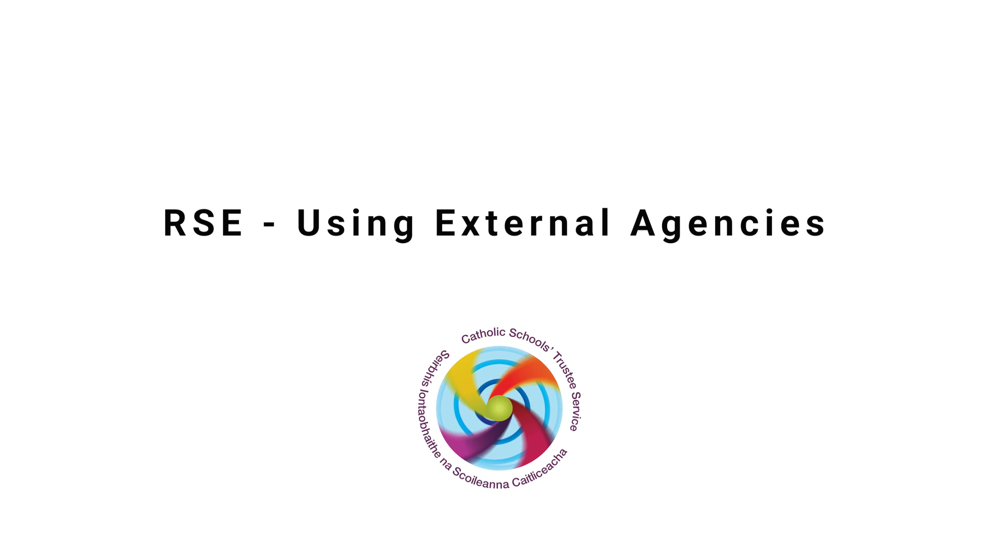 RSE - Using External Agencies
Catholic Schools’ Trustee Service
Seirbhís Iontaobhaithe na Scoileanna Caitliceacha